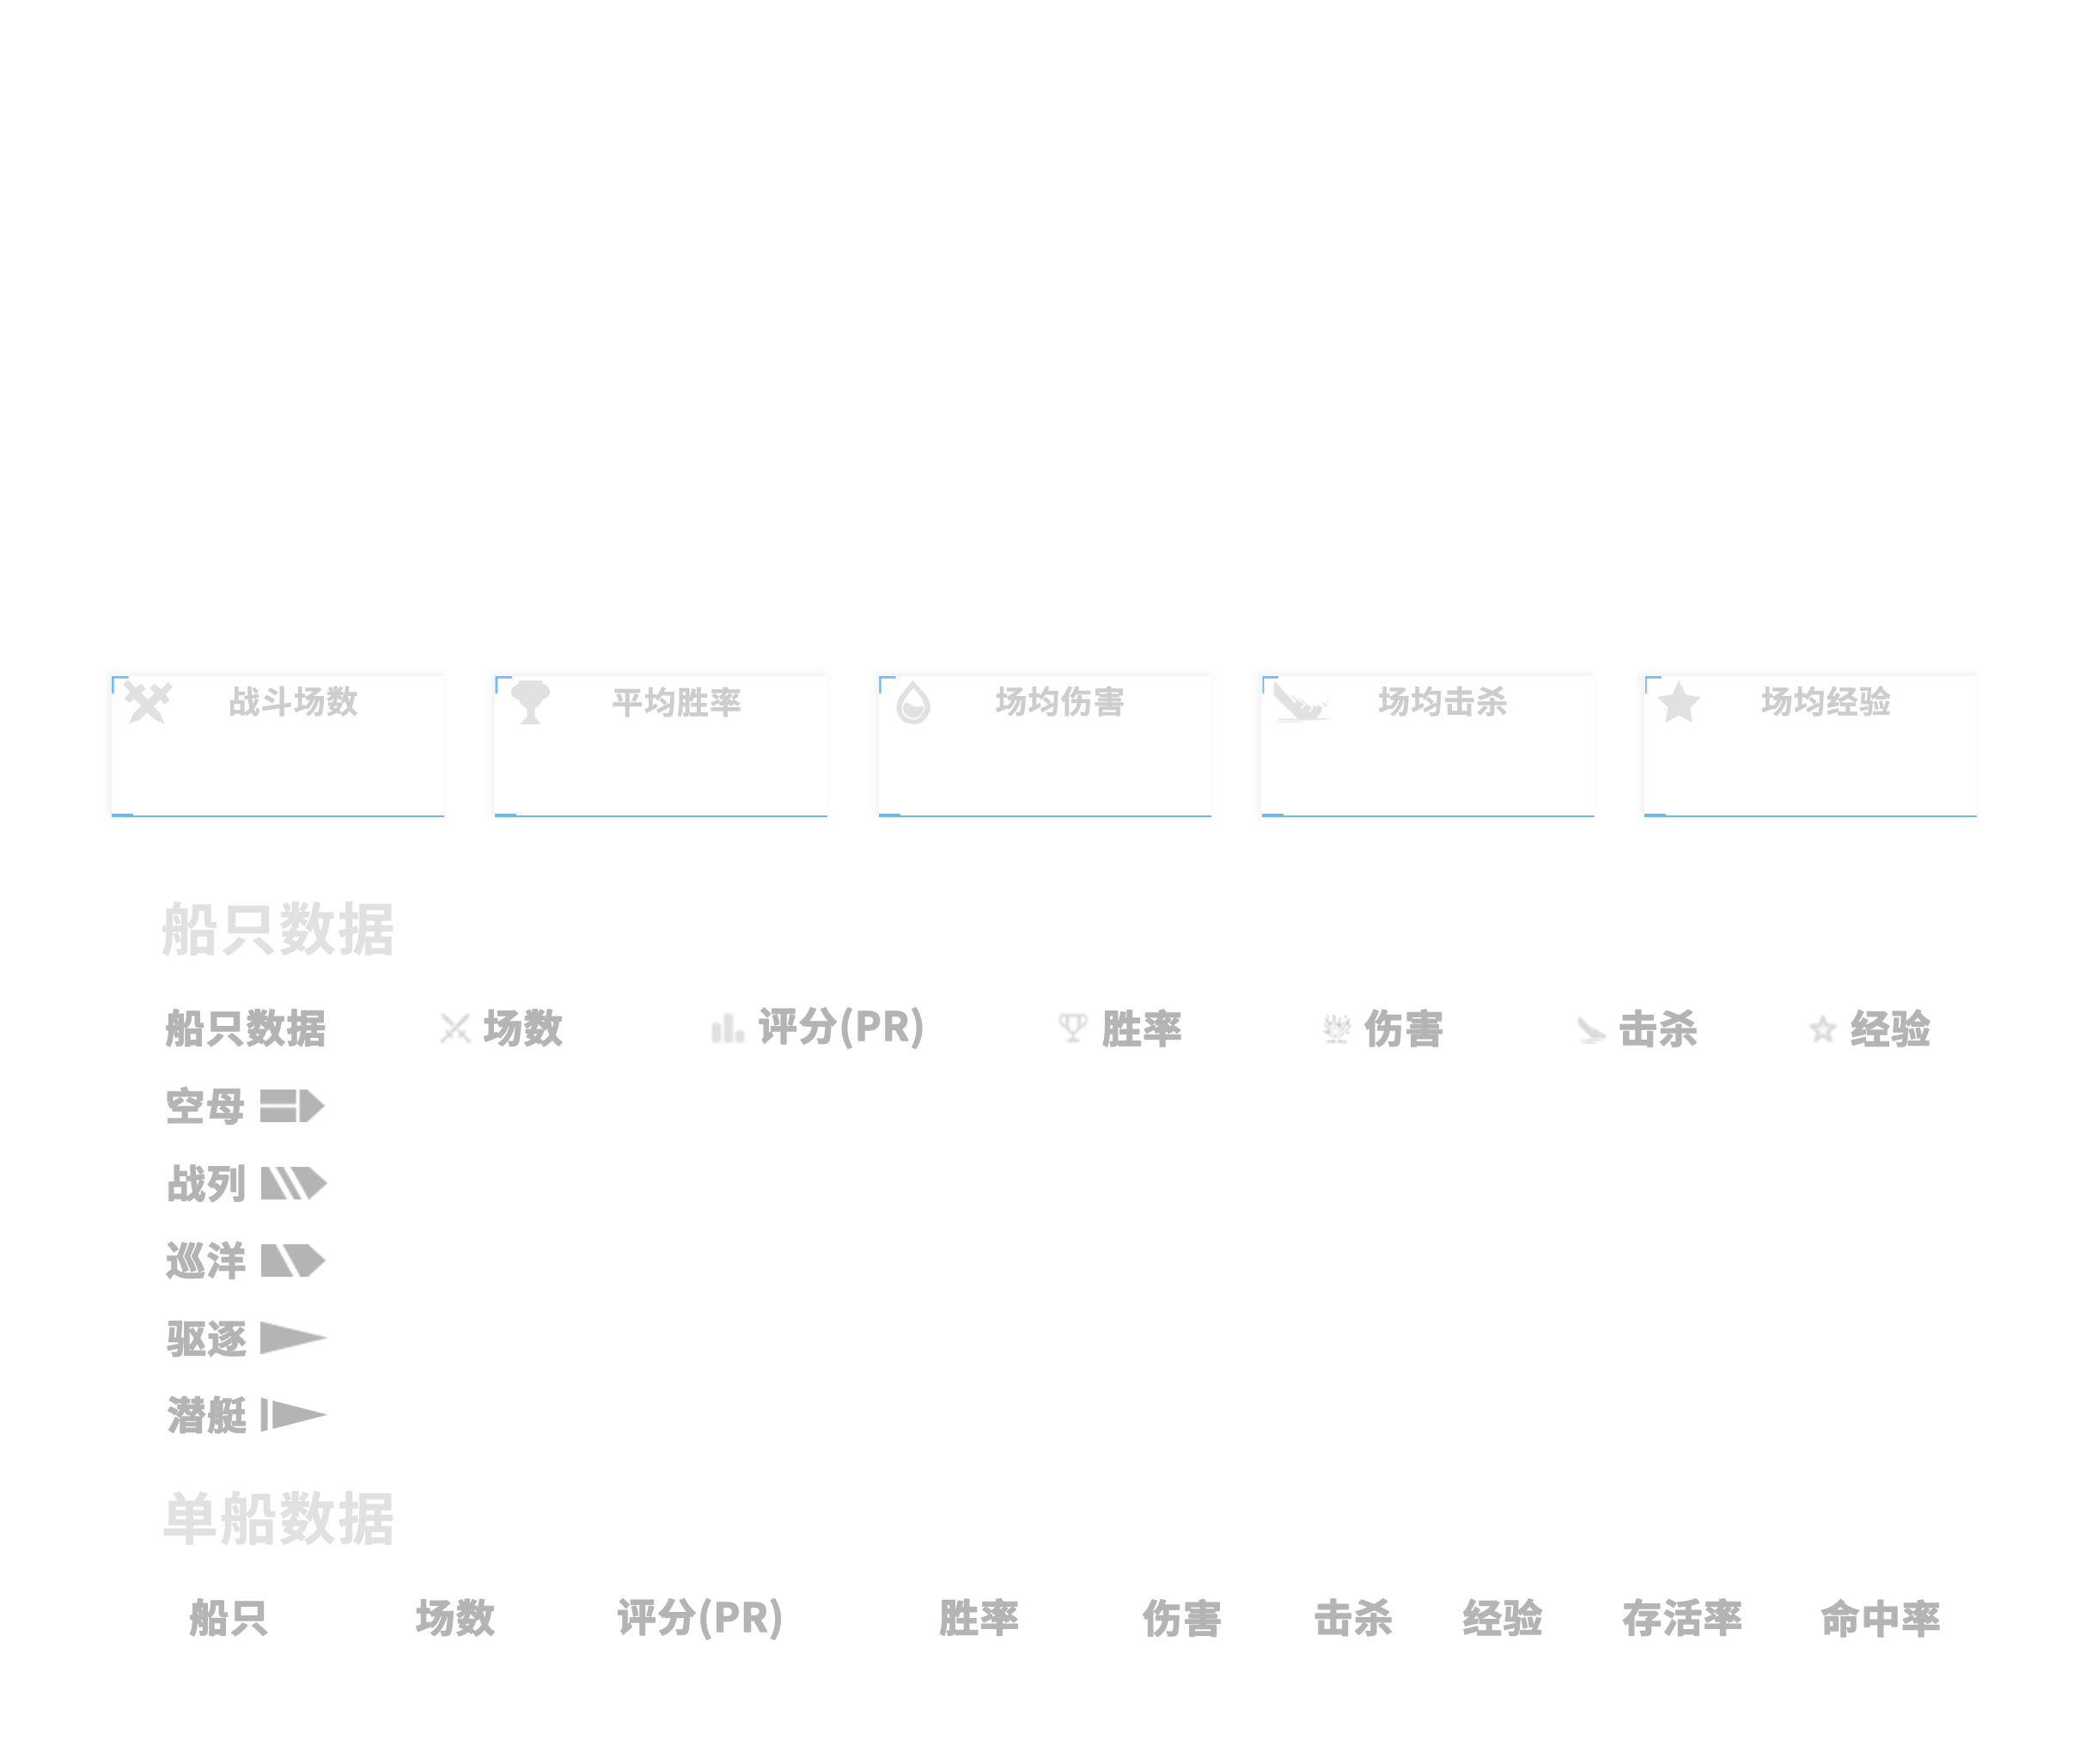 战斗场数 平均胜率 场均伤害 场均击杀 场均经验
船只数据
船只数据 场数 评分(PR) 胜率 伤害 击杀 经验
空母
战列
巡洋
驱逐
潜艇
单船数据
船只 场数 评分(PR) 胜率 伤害 击杀 经验 存活率 命中率